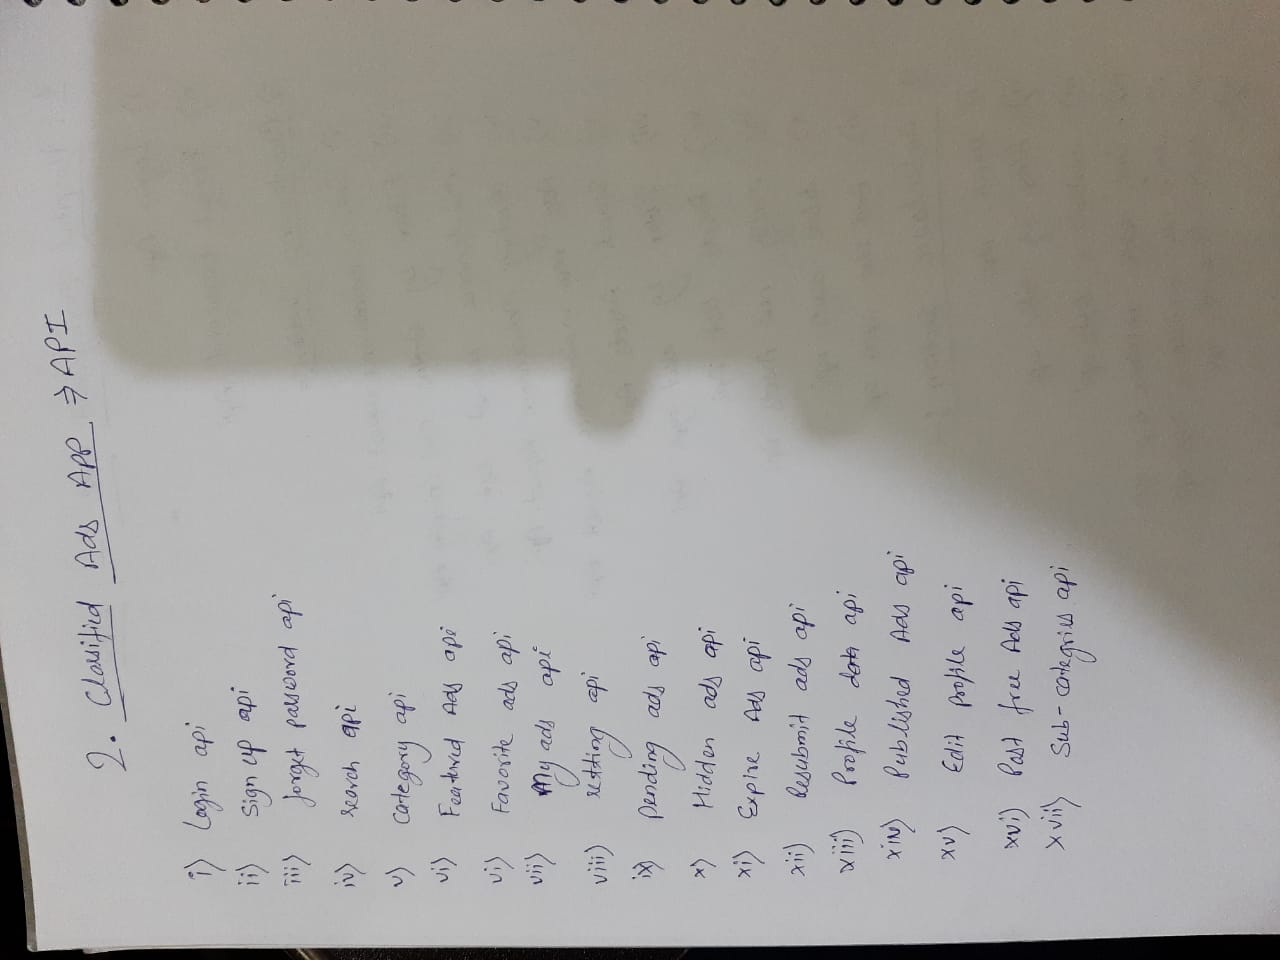 2. Classified Ads APP ⇒ API
i) Login api
ii) Sign up api
iii) forget password api
iv) search api
v) Category api
vi) Featured Ads api
vi) Favorite ads api
vii) My ads api
viii) setting api
ix) pending ads api
x) Hidden ads api
xi) Expire Ads api
xii) Resubmit ads api
xiii) Profile data api
xiv) Published Ads api
xv) Edit profile api
xvi) Post free Ads api
xvii) Sub-categries api